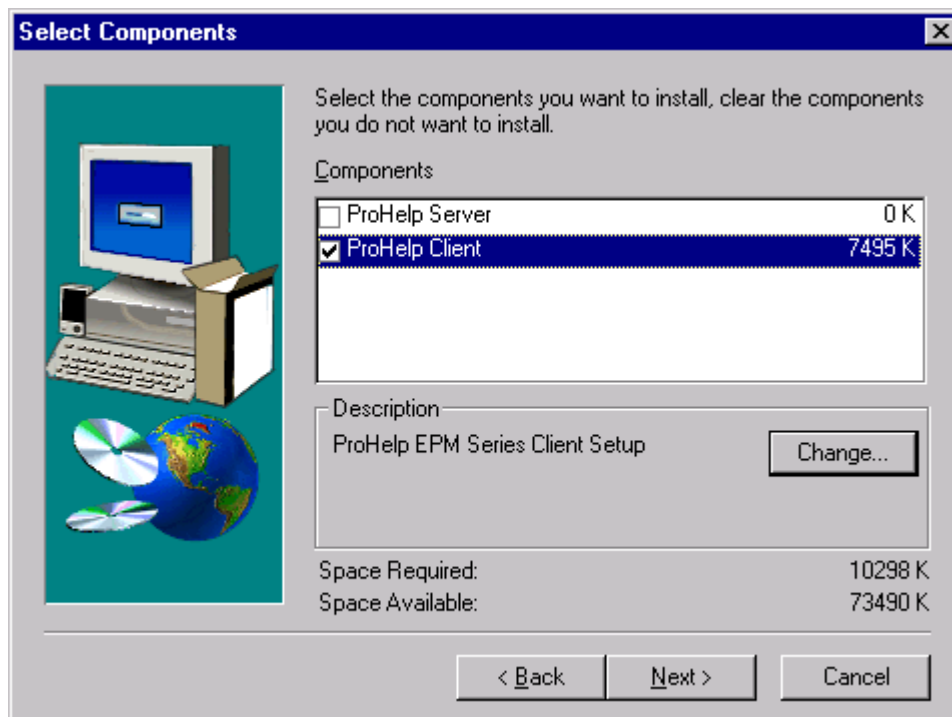 Select Components
Select the components you want to install, clear the components
you do not want to install.
Components
ProHelp Server 0 K
ProHelp Client 7495 K
Description
ProHelp EPM Series Client Setup
Change...
Space Required: 10298 K
Space Available: 73490 K
< Back Next > Cancel